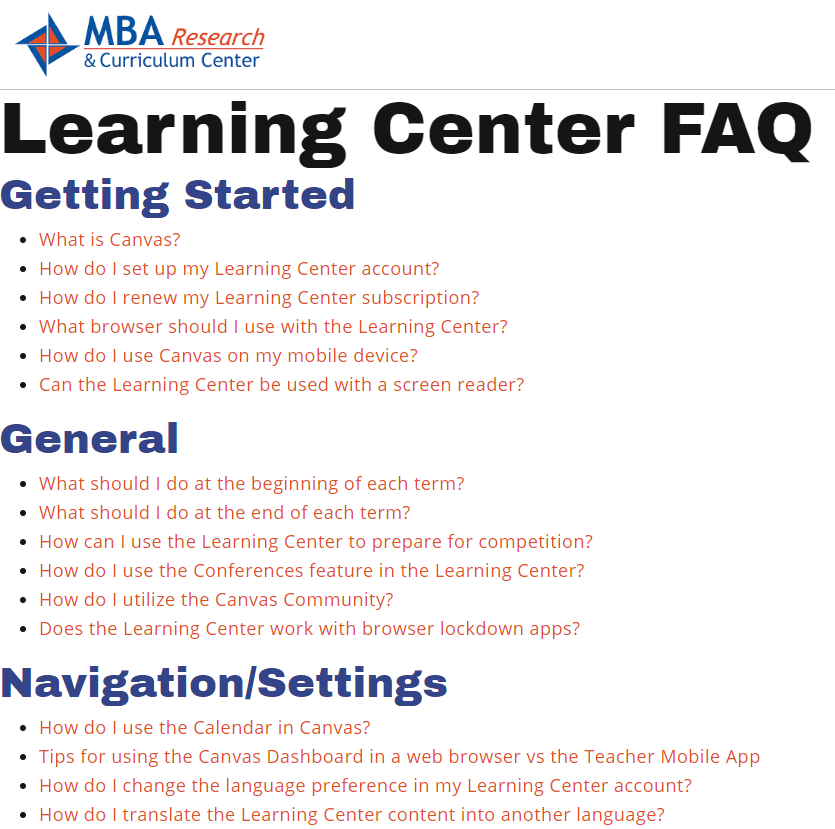 MBA Research
& Curriculum Center
Learning Center FAQ
Getting Started
What is Canvas?
How do I set up my Learning Center account?
How do I renew my Learning Center subscription?
What browser should I use with the Learning Center?
How do I use Canvas on my mobile device?
Can the Learning Center be used with a screen reader?
General
What should I do at the beginning of each term?
What should I do at the end of each term?
How can I use the Learning Center to prepare for competition?
How do I use the Conferences feature in the Learning Center?
How do I utilize the Canvas Community?
Does the Learning Center work with browser lockdown apps?
Navigation/Settings
How do I use the Calendar in Canvas?
Tips for using the Canvas Dashboard in a web browser vs the Teacher Mobile App
How do I change the language preference in my Learning Center account?
How do I translate the Learning Center content into another language?